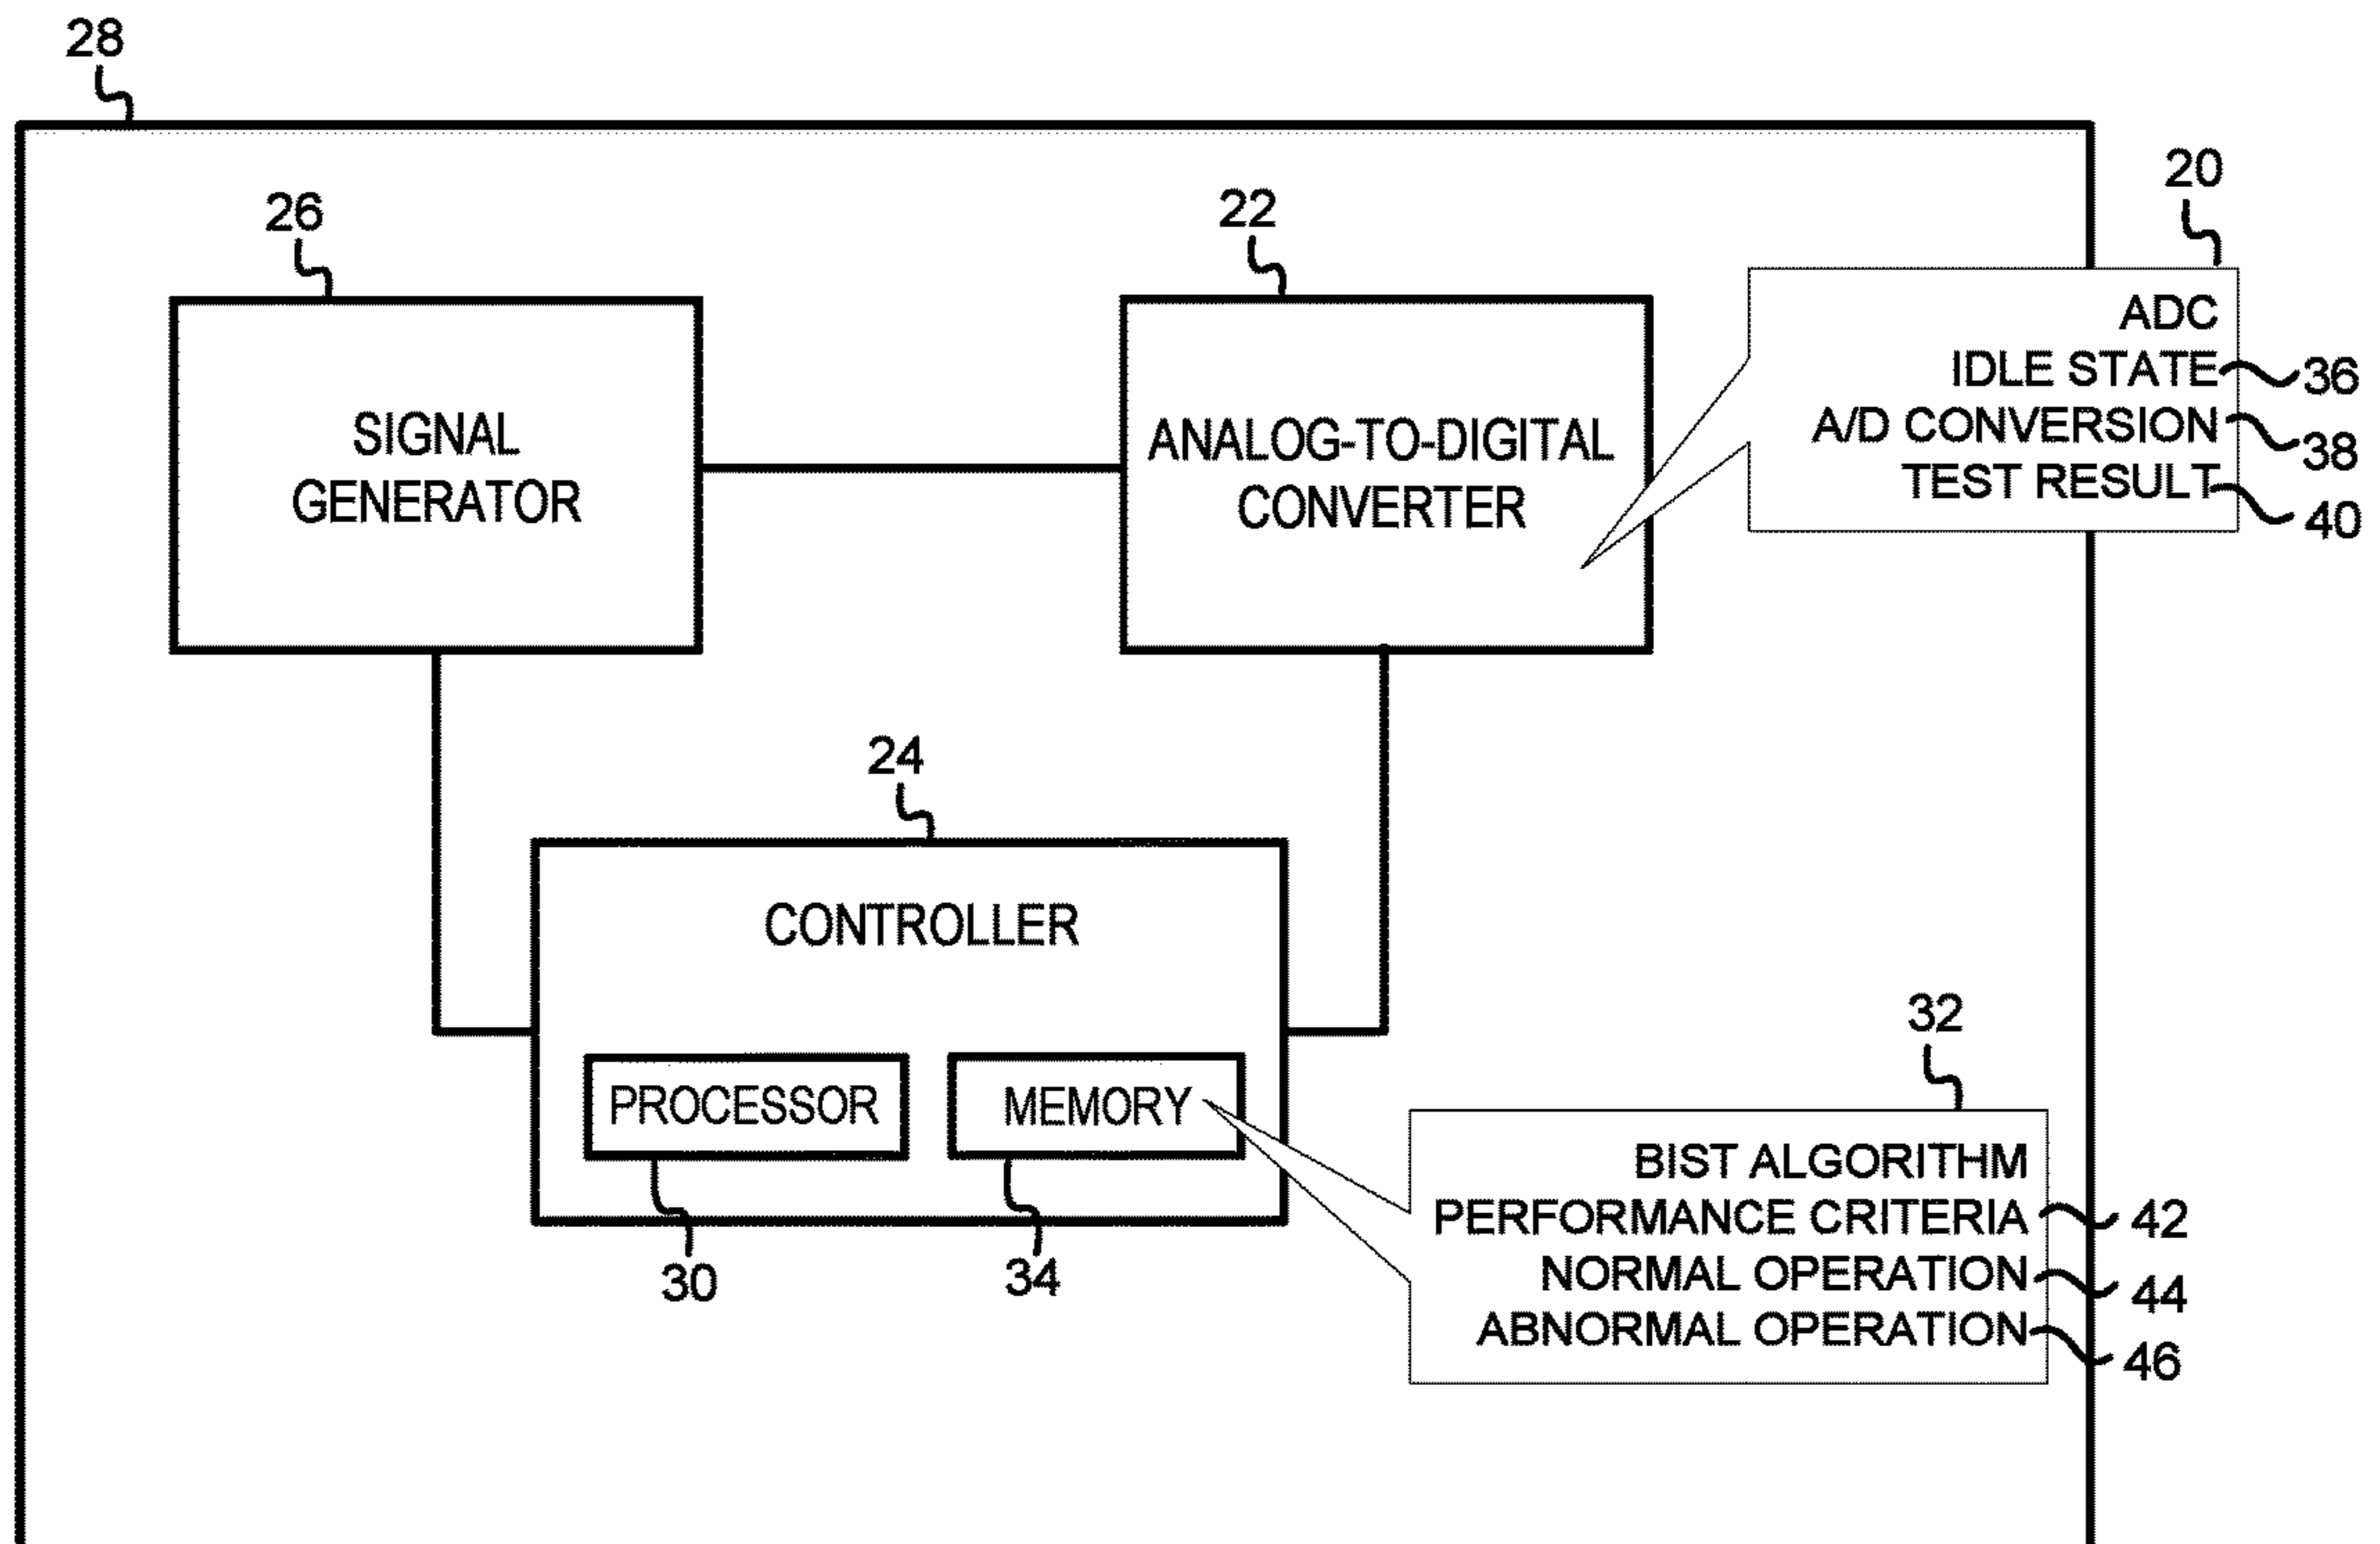 28
20
26
22
ADC
IDLE STATE 36
A/D CONVERSION 38
TEST RESULT 40
SIGNAL
GENERATOR
ANALOG-TO-DIGITAL
CONVERTER
24
CONTROLLER
PROCESSOR
MEMORY
30
34
32
BIST ALGORITHM
PERFORMANCE CRITERIA 42
NORMAL OPERATION 44
ABNORMAL OPERATION 46